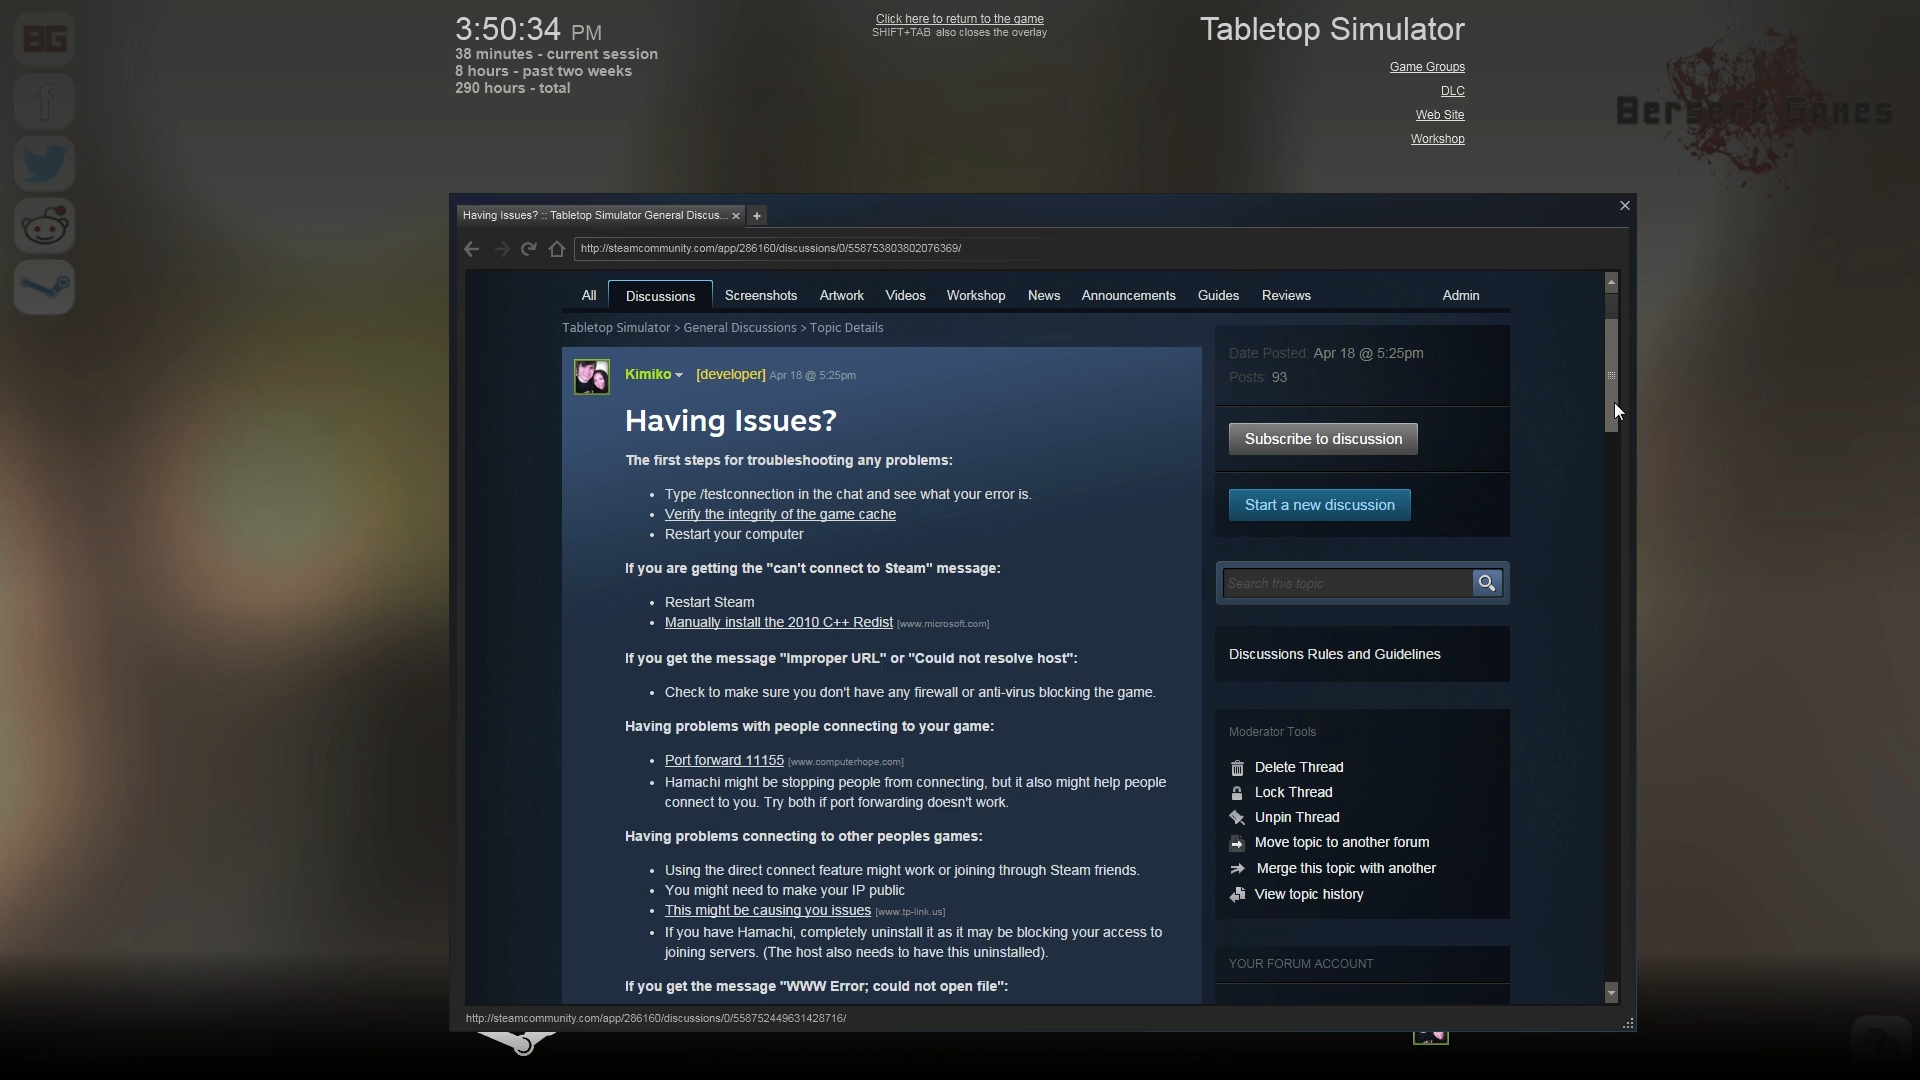 3:50:34 PM
38 minutes - current session
8 hours - past two weeks
290 hours - total
Click here to return to the game
SHIFT+TAB also closes the overlay
Tabletop Simulator
Game Groups
DLC
Web Site
Workshop
BG
Berserk Games
Having Issues? :: Tabletop Simulator General Discus...
http://steamcommunity.com/app/286160/discussions/0/558753803802076369/
All Discussions Screenshots Artwork Videos Workshop News Announcements Guides Reviews Admin
Tabletop Simulator > General Discussions > Topic Details
Kimiko [developer] Apr 18 @ 5:25pm
Having Issues?
The first steps for troubleshooting any problems:
• Type /testconnection in the chat and see what your error is.
• Verify the integrity of the game cache
• Restart your computer
If you are getting the "can't connect to Steam" message:
• Restart Steam
• Manually install the 2010 C++ Redist [www.microsoft.com]
If you get the message "Improper URL" or "Could not resolve host":
• Check to make sure you don't have any firewall or anti-virus blocking the game.
Having problems with people connecting to your game:
• Port forward 11155 [www.computerhope.com]
• Hamachi might be stopping people from connecting, but it also might help people
connect to you. Try both if port forwarding doesn't work.
Having problems connecting to other peoples games:
• Using the direct connect feature might work or joining through Steam friends.
• You might need to make your IP public
• This might be causing you issues [www.tp-link.us]
• If you have Hamachi, completely uninstall it as it may be blocking your access to
joining servers. (The host also needs to have this uninstalled).
If you get the message "WWW Error; could not open file":
Date Posted: Apr 18 @ 5:25pm
Posts: 93
Subscribe to discussion
Start a new discussion
Search this topic
Discussions Rules and Guidelines
Moderator Tools
Delete Thread
Lock Thread
Unpin Thread
Move topic to another forum
Merge this topic with another
View topic history
YOUR FORUM ACCOUNT
http://steamcommunity.com/app/286160/discussions/0/558752449631428716/